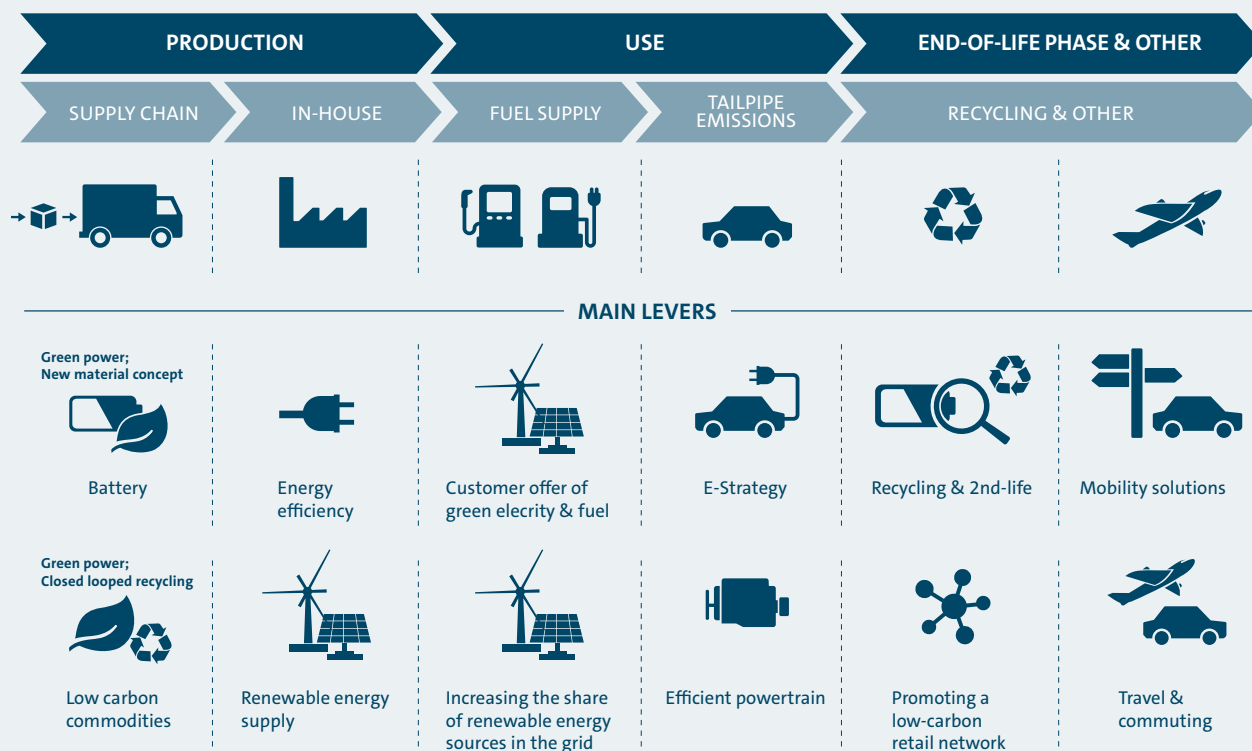 PRODUCTION
USE
END-OF-LIFE PHASE & OTHER
SUPPLY CHAIN
IN-HOUSE
FUEL SUPPLY
TAILPIPE
EMISSIONS
RECYCLING & OTHER
MAIN LEVERS
Green power;
New material concept
Battery
Energy
efficiency
Customer offer of
green elecrity & fuel
E-Strategy
Recycling & 2nd-life
Mobility solutions
Green power;
Closed looped recycling
Low carbon
commodities
Renewable energy
supply
Increasing the share
of renewable energy
sources in the grid
Efficient powertrain
Promoting a
low-carbon
retail network
Travel &
commuting